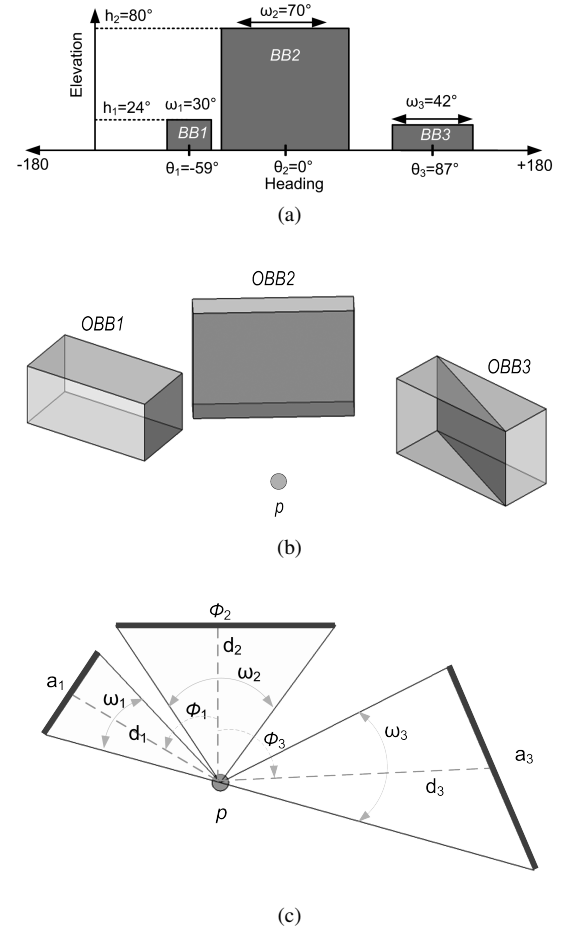 h₂=80°
ω₂=70°
Elevation
BB2
h₁=24°
ω₁=30°
ω₃=42°
BB1
BB3
-180
θ₁=-59°
θ₂=0°
θ₃=87°
+180
Heading
(a)
OBB2
OBB1
OBB3
p
(b)
Φ₂
d₂
a₁
ω₁
ω₂
Φ₁
d₁
Φ₃
ω₃
a₃
d₃
p
(c)